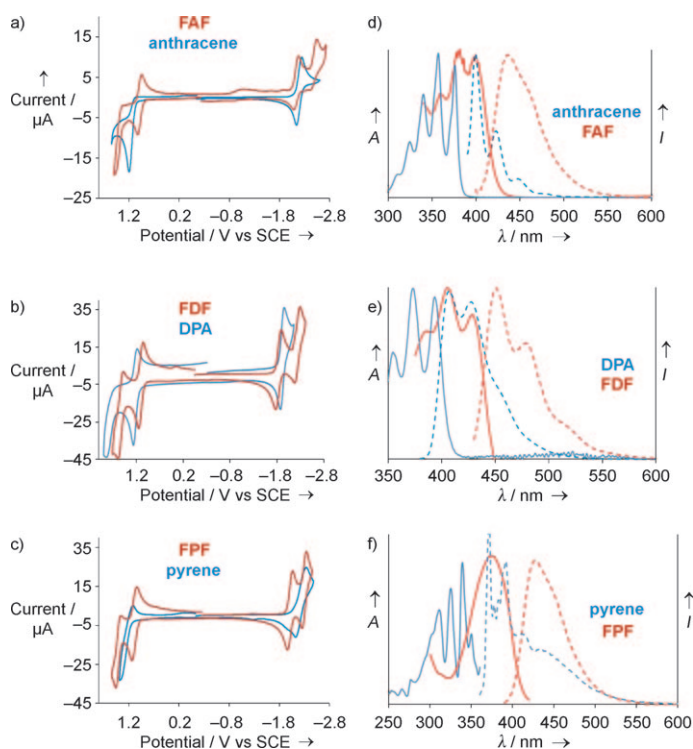 a)
FAF
anthracene
↑
Current /
µA
15
5
–5
–15
–25
1.2 0.2 –0.8 –1.8 –2.8
Potential / V vs SCE →
d)
anthracene
FAF
↑
A
↑
I
300 350 400 450 500 550 600
λ / nm →
b)
FDF
DPA
↑
Current /
µA
35
15
–5
–25
–45
1.2 0.2 –0.8 –1.8 –2.8
Potential / V vs SCE →
e)
DPA
FDF
↑
A
↑
I
350 400 450 500 550 600
λ / nm →
c)
FPF
pyrene
↑
Current /
µA
35
15
–5
–25
–45
1.2 0.2 –0.8 –1.8 –2.8
Potential / V vs SCE →
f)
pyrene
FPF
↑
A
↑
I
250 300 350 400 450 500 550 600
λ / nm →